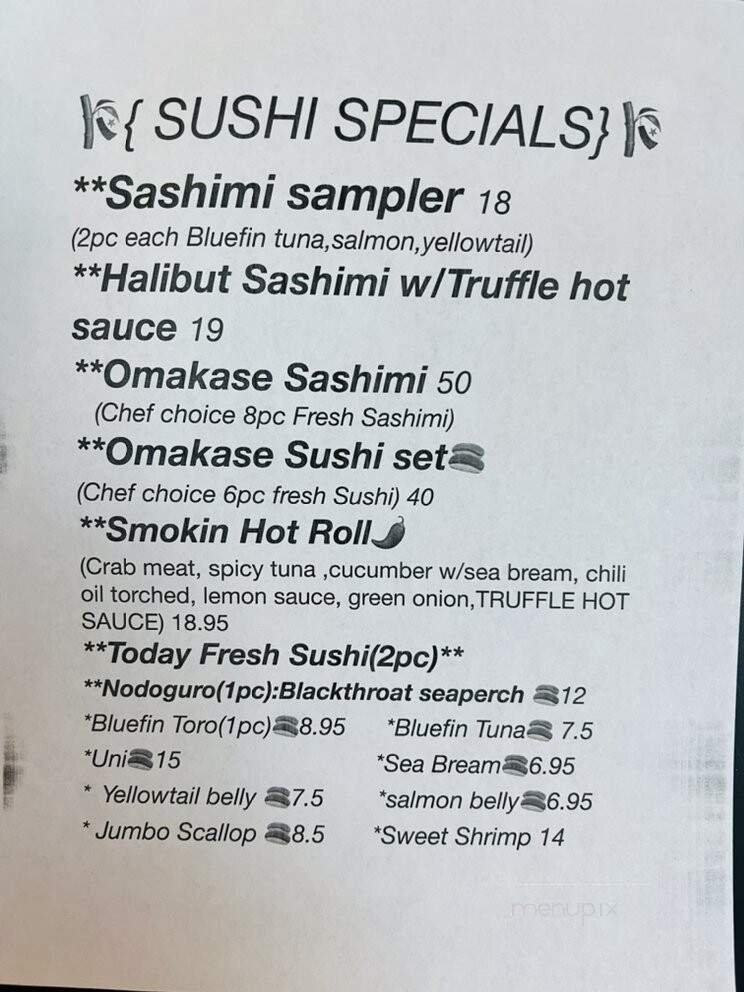 { SUSHI SPECIALS}
**Sashimi sampler 18
(2pc each Bluefin tuna,salmon,yellowtail)
**Halibut Sashimi w/Truffle hot
sauce 19
**Omakase Sashimi 50
(Chef choice 8pc Fresh Sashimi)
**Omakase Sushi set
(Chef choice 6pc fresh Sushi) 40
**Smokin Hot Roll
(Crab meat, spicy tuna ,cucumber w/sea bream, chili
oil torched, lemon sauce, green onion,TRUFFLE HOT
SAUCE) 18.95
**Today Fresh Sushi(2pc)**
**Nodoguro(1pc):Blackthroat seaperch 12
*Bluefin Toro(1pc) 8.95 *Bluefin Tuna 7.5
*Uni 15 *Sea Bream 6.95
* Yellowtail belly 7.5 *salmon belly 6.95
* Jumbo Scallop 8.5 *Sweet Shrimp 14
menupix